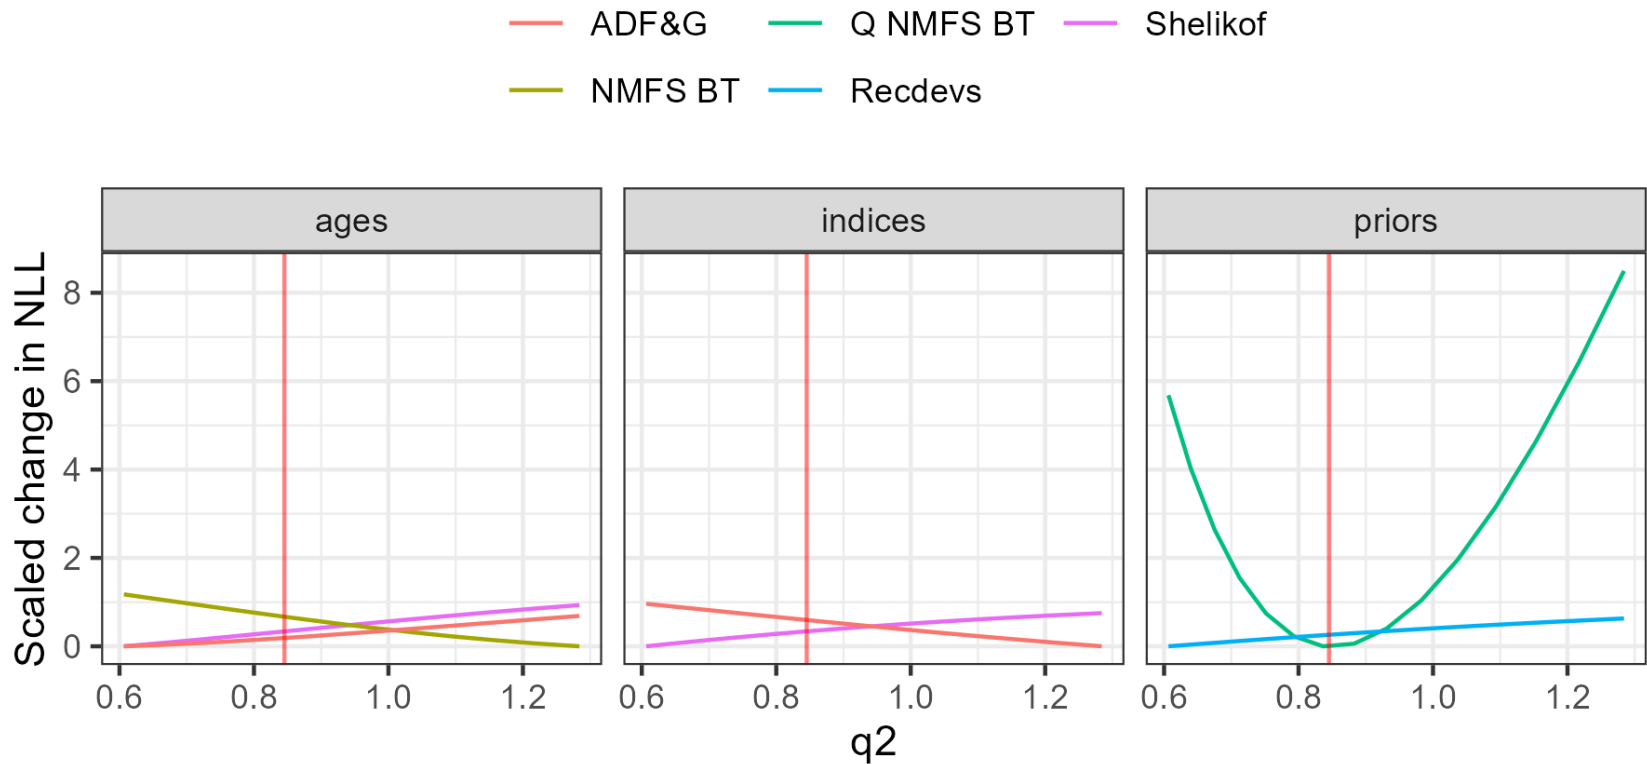 ADF&G Q NMFS BT Shelikof
NMFS BT Recdevs
ages indices priors
Scaled change in NLL
8
6
4
2
0
0.6 0.8 1.0 1.2 0.6 0.8 1.0 1.2 0.6 0.8 1.0 1.2
q2